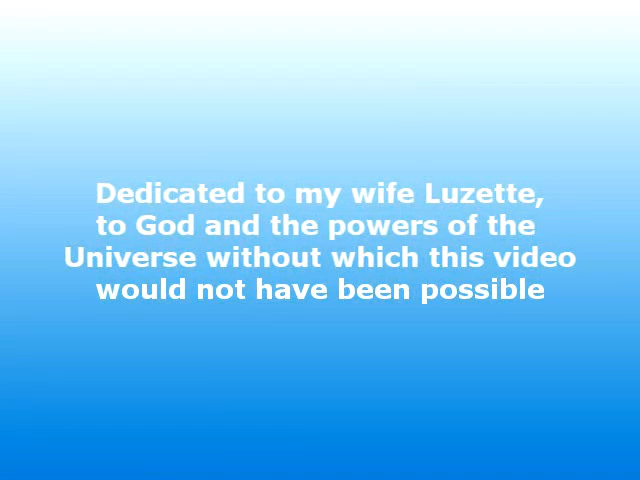 Dedicated to my wife Luzette,
to God and the powers of the
Universe without which this video
would not have been possible